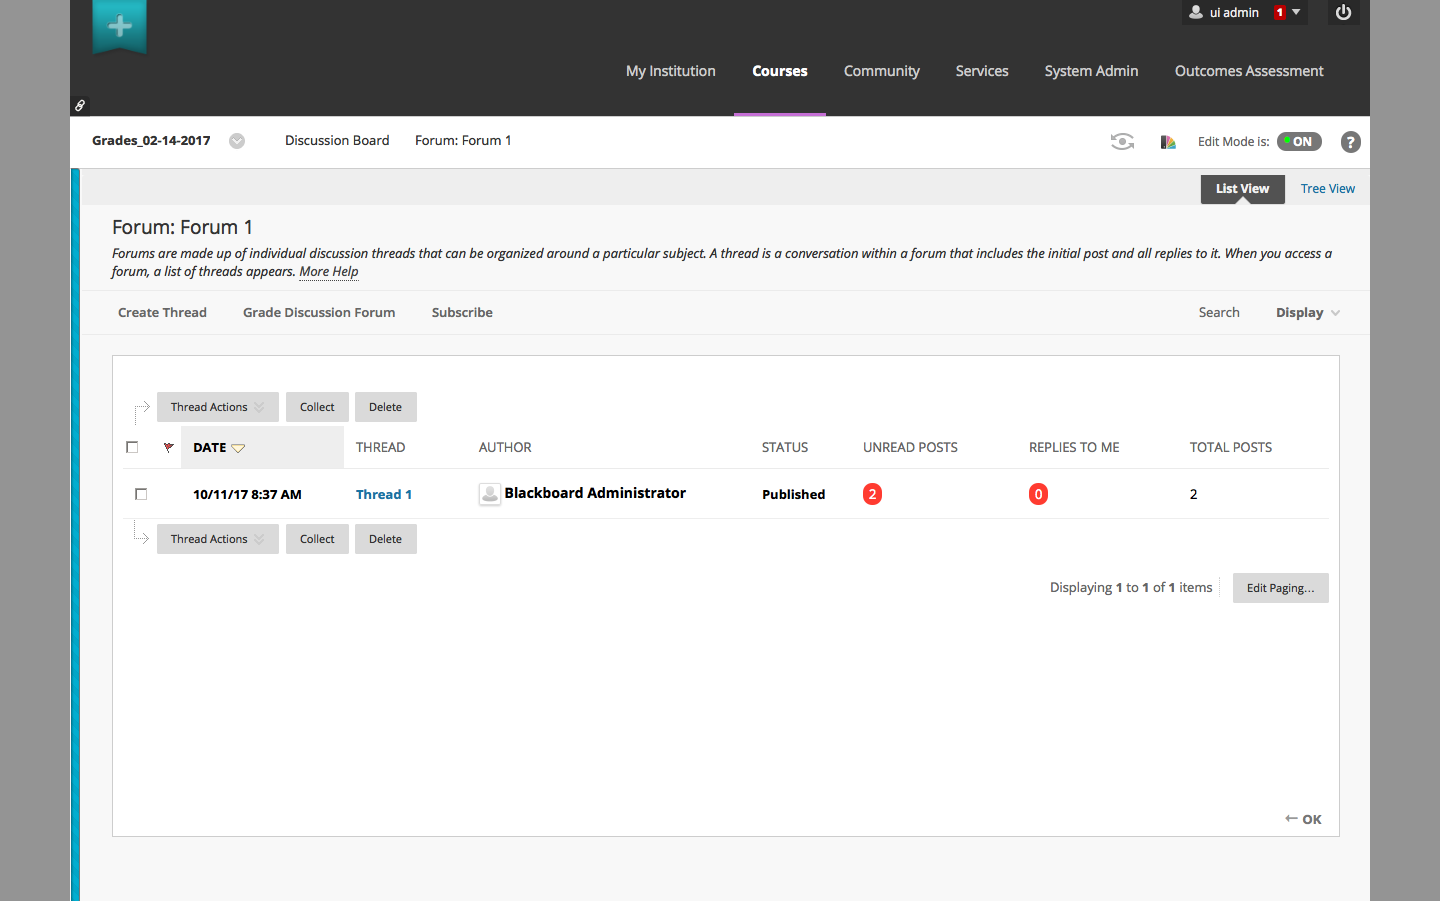 ui admin 1
My Institution Courses Community Services System Admin Outcomes Assessment
Grades_02-14-2017 Discussion Board Forum: Forum 1 Edit Mode is: ON ?
List View Tree View
Forum: Forum 1
Forums are made up of individual discussion threads that can be organized around a particular subject. A thread is a conversation within a forum that includes the initial post and all replies to it. When you access a
forum, a list of threads appears. More Help
Create Thread Grade Discussion Forum Subscribe Search Display
Thread Actions Collect Delete
DATE THREAD AUTHOR STATUS UNREAD POSTS REPLIES TO ME TOTAL POSTS
10/11/17 8:37 AM Thread 1 Blackboard Administrator Published 2 0 2
Thread Actions Collect Delete
Displaying 1 to 1 of 1 items Edit Paging...
OK